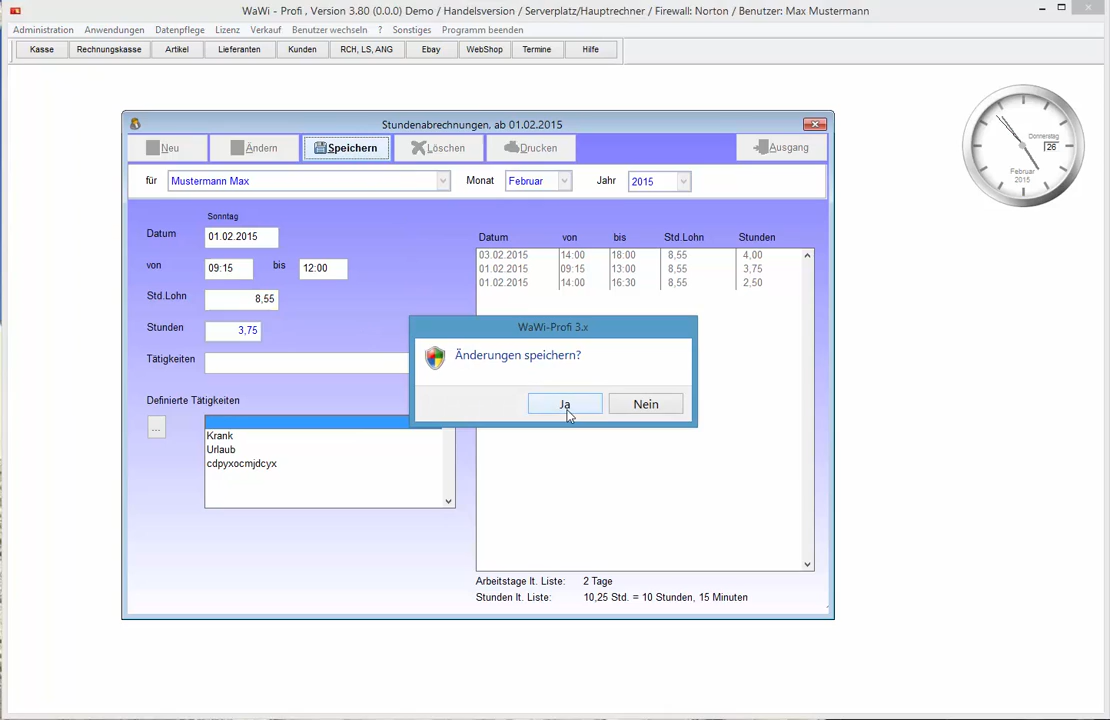 WaWi - Profi , Version 3.80 (0.0.0) Demo / Handelsversion / Serverplatz/Hauptrechner / Firewall: Norton / Benutzer: Max Mustermann
Administration Anwendungen Datenpflege Lizenz Verkauf Benutzer wechseln ? Sonstiges Programm beenden
Kasse Rechnungskasse Artikel Lieferanten Kunden RCH, LS, ANG Ebay WebShop Termine Hilfe
Donnerstag
26
Februar
2015
Stundenabrechnungen, ab 01.02.2015
Neu Ändern Speichern Löschen Drucken Ausgang
für Mustermann Max Monat Februar Jahr 2015
Sonntag
Datum 01.02.2015
von 09:15 bis 12:00
Std.Lohn 8,55
Stunden 3,75
Tätigkeiten
Definierte Tätigkeiten
...
Krank
Urlaub
cdpyxocmjdcyx
Datum von bis Std.Lohn Stunden
03.02.2015 14:00 18:00 8,55 4,00
01.02.2015 09:15 13:00 8,55 3,75
01.02.2015 14:00 16:30 8,55 2,50
WaWi-Profi 3.x
Änderungen speichern?
Ja Nein
Arbeitstage lt. Liste: 2 Tage
Stunden lt. Liste: 10,25 Std. = 10 Stunden, 15 Minuten